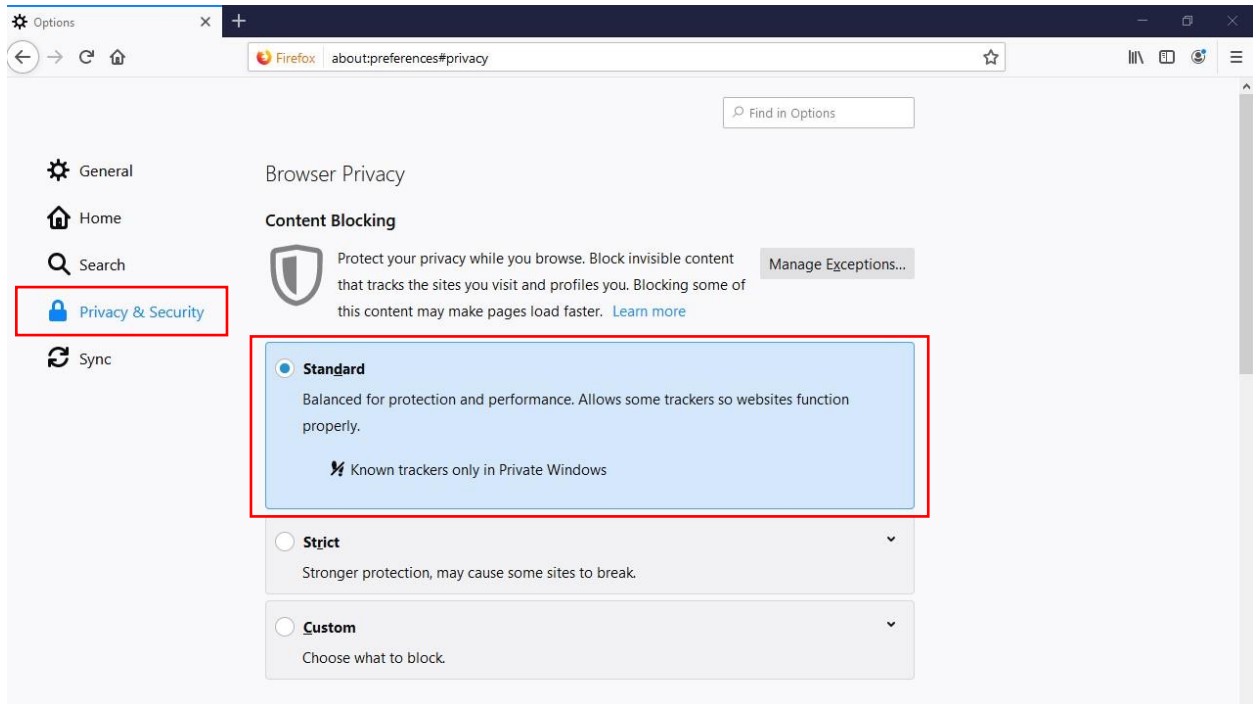 Options
Firefox about:preferences#privacy
Find in Options
General
Home
Search
Privacy & Security
Sync
Browser Privacy
Content Blocking
Protect your privacy while you browse. Block invisible content
that tracks the sites you visit and profiles you. Blocking some of
this content may make pages load faster. Learn more
Manage Exceptions...
Standard
Balanced for protection and performance. Allows some trackers so websites function
properly.
Known trackers only in Private Windows
Strict
Stronger protection, may cause some sites to break.
Custom
Choose what to block.